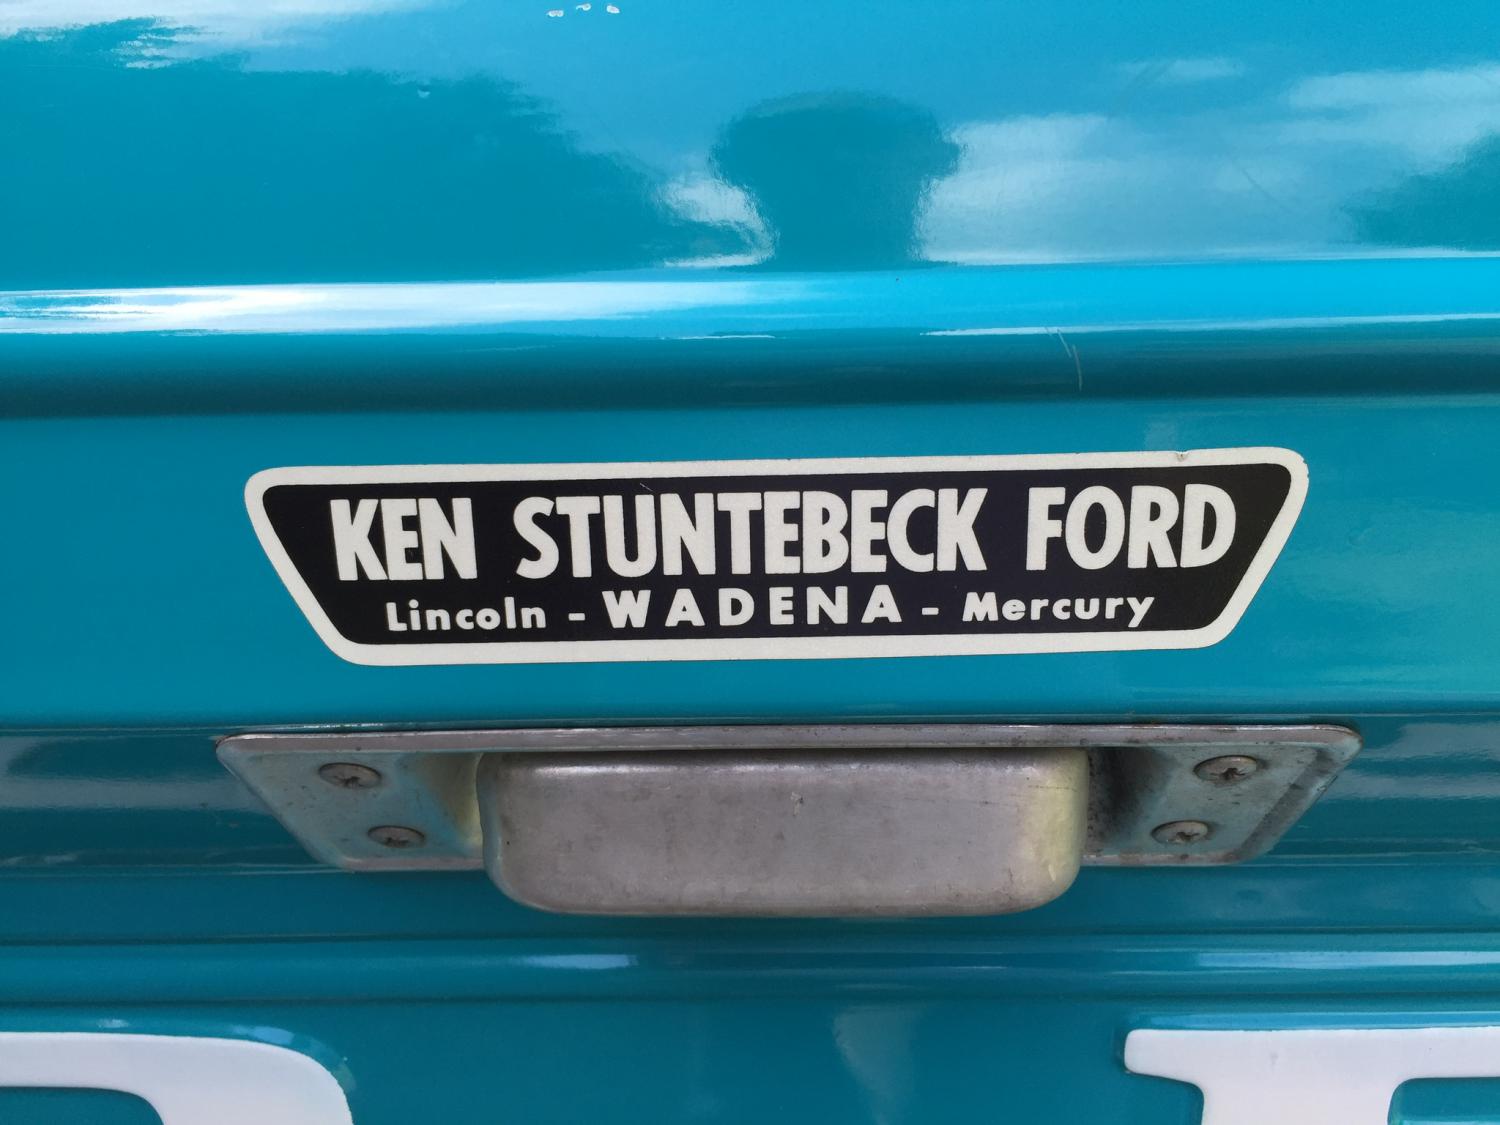 KEN STUNTEBECK FORD
Lincoln - WADENA - Mercury